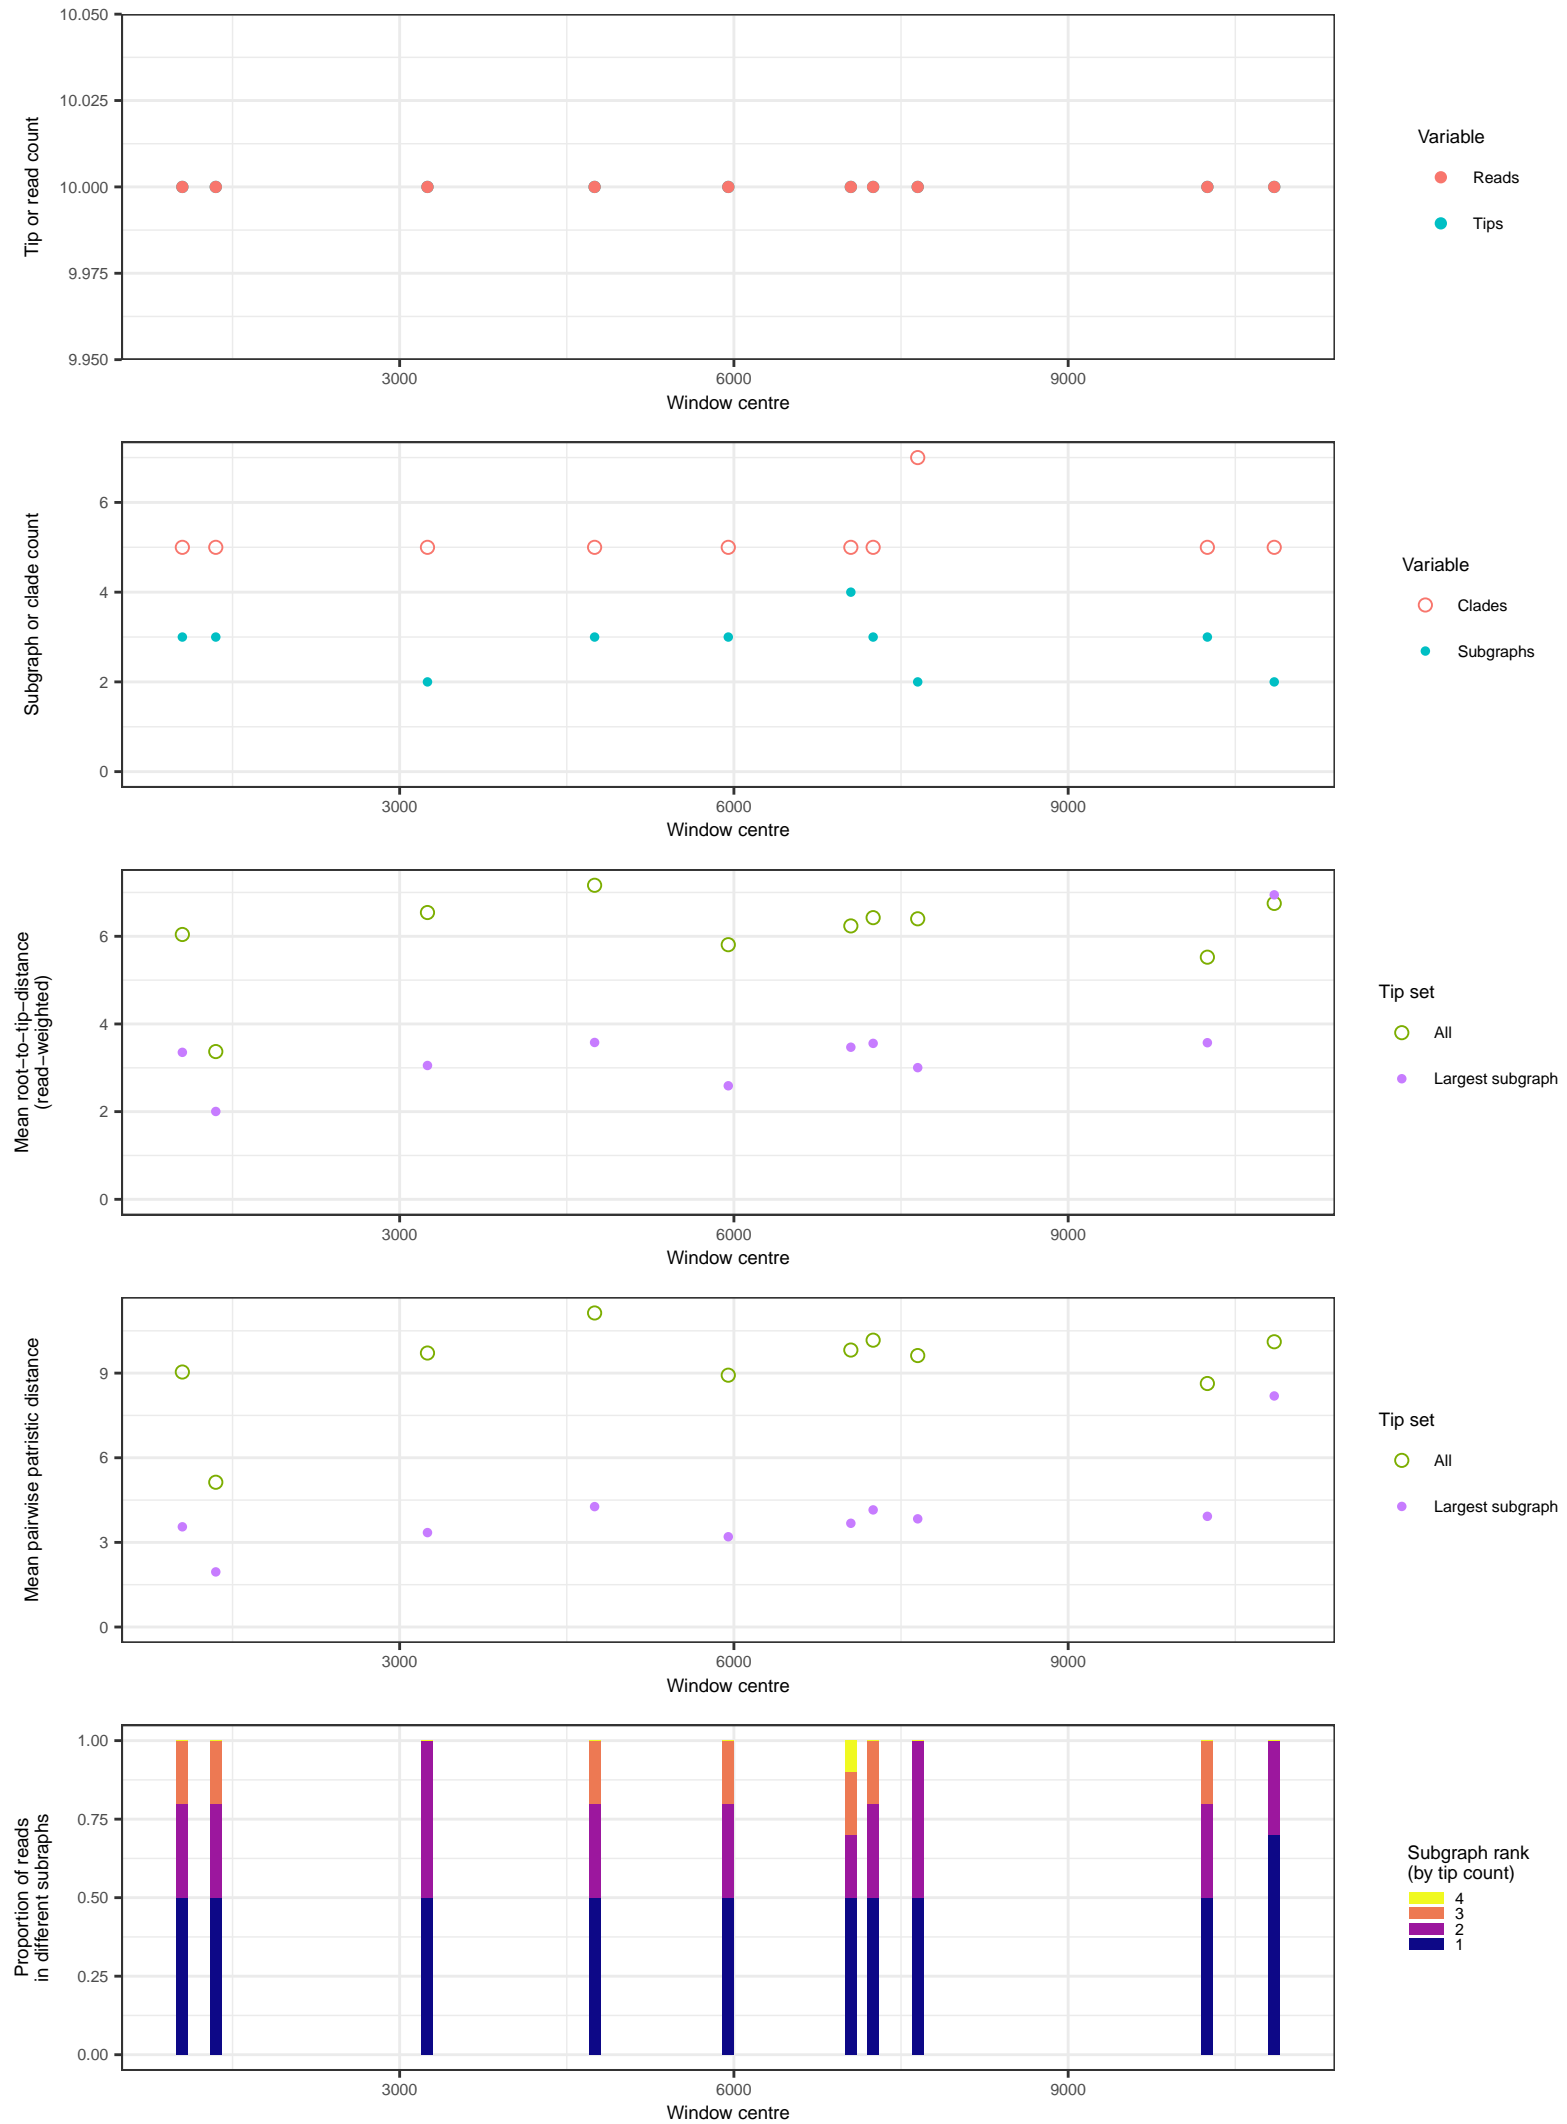 10.050
10.025
10.000
9.975
9.950
Tip or read count
3000 6000 9000
Window centre
Variable
Reads
Tips
6
4
2
0
Subgraph or clade count
3000 6000 9000
Window centre
Variable
Clades
Subgraphs
6
4
2
0
Mean root−to−tip−distance
(read−weighted)
3000 6000 9000
Window centre
Tip set
All
Largest subgraph
9
6
3
0
Mean pairwise patristic distance
3000 6000 9000
Window centre
Tip set
All
Largest subgraph
1.00
0.75
0.50
0.25
0.00
Proportion of reads
in different subraphs
3000 6000 9000
Window centre
Subgraph rank
(by tip count)
4
3
2
1